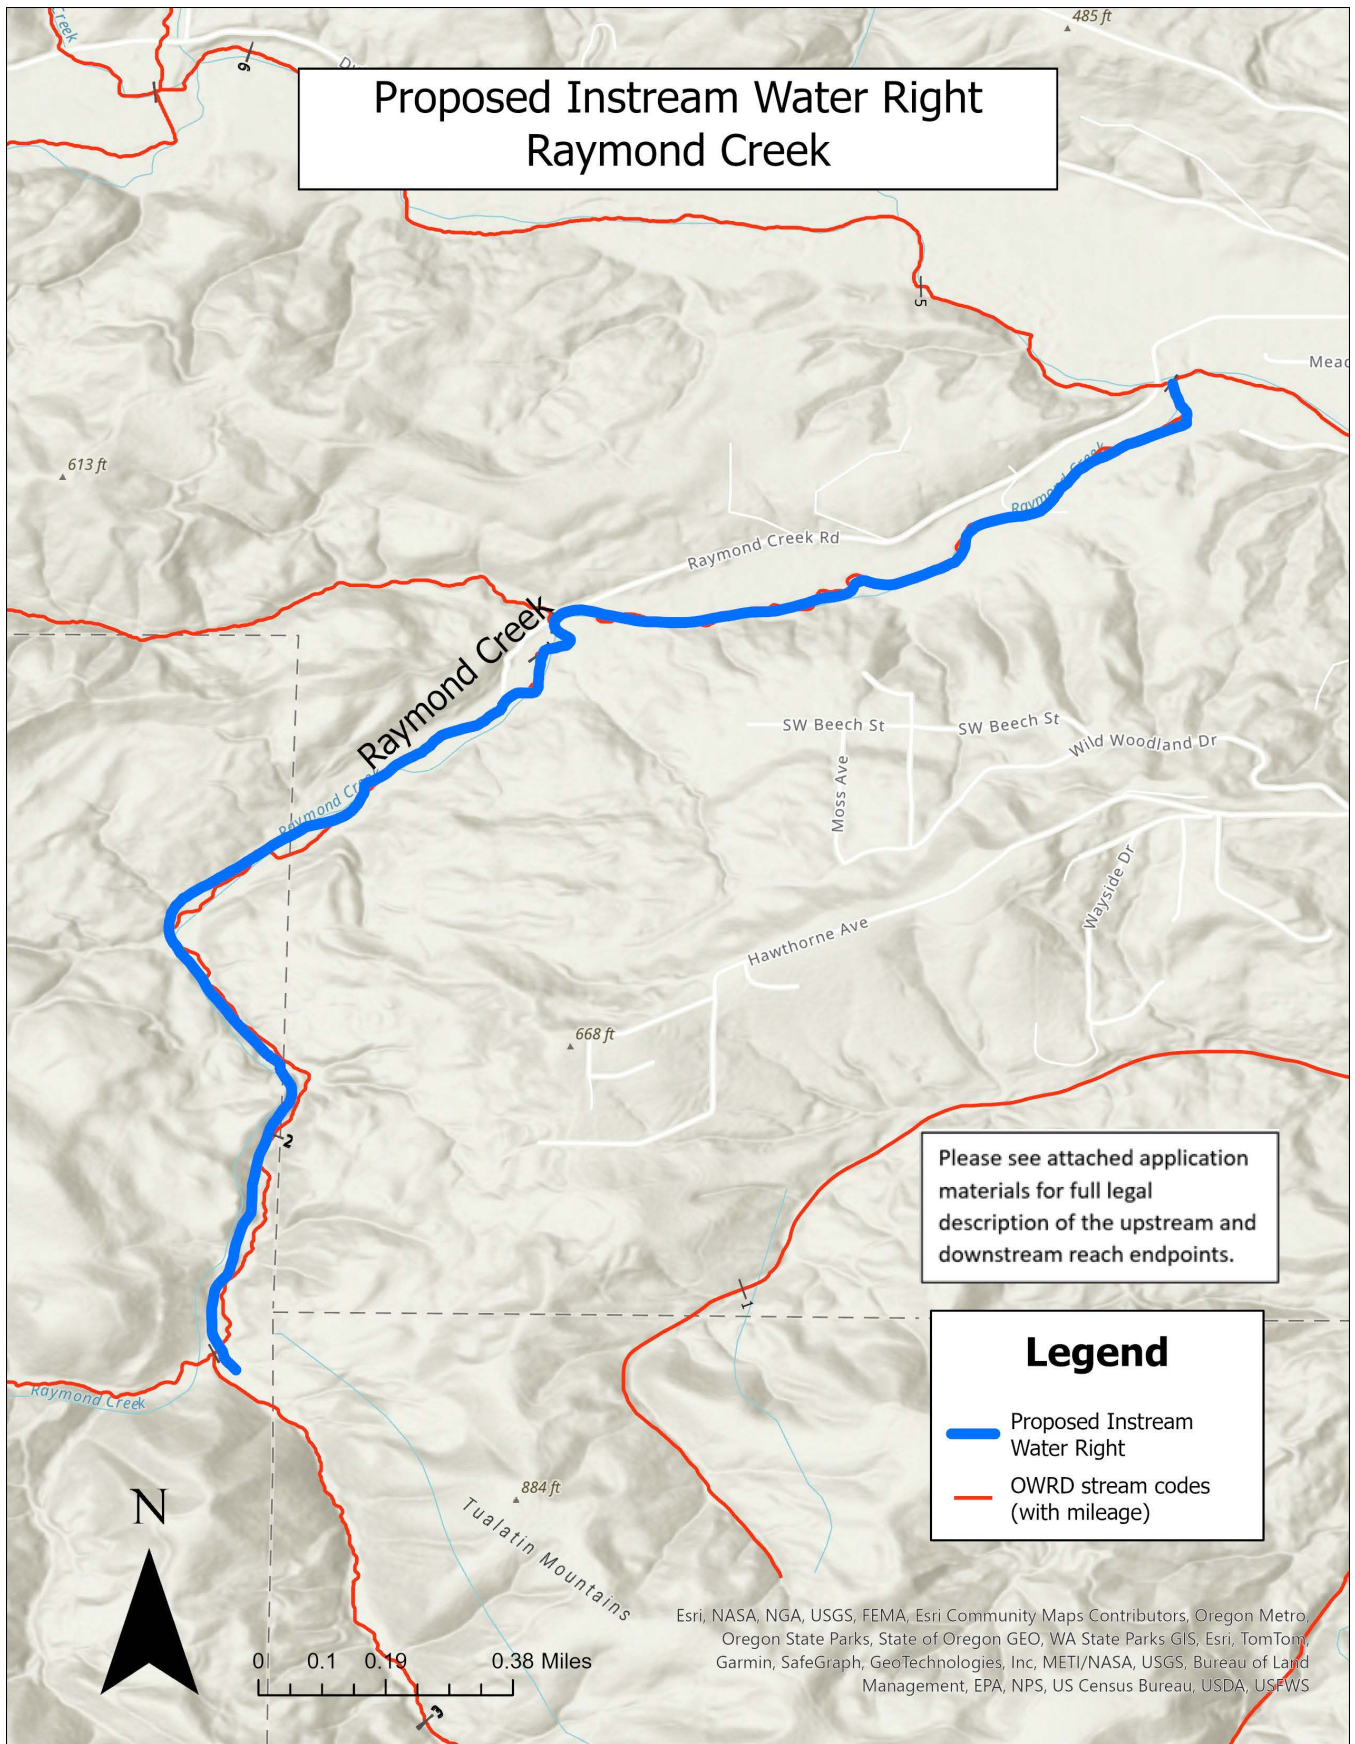 Creek
485 ft
6
Proposed Instream Water Right
Raymond Creek
5
Mead
613 ft
Raymond Creek
Raymond Creek Rd
Raymond Creek
SW Beech St
SW Beech St
Wild Woodland Dr
Moss Ave
Raymond Creek
Wayside Dr
Hawthorne Ave
668 ft
2
Please see attached application
materials for full legal
description of the upstream and
downstream reach endpoints.
1
Legend
Proposed Instream
Water Right
OWRD stream codes
(with mileage)
Raymond Creek
884 ft
Tualatin Mountains
N
0 0.1 0.19 0.38 Miles
3
Esri, NASA, NGA, USGS, FEMA, Esri Community Maps Contributors, Oregon Metro,
Oregon State Parks, State of Oregon GEO, WA State Parks GIS, Esri, TomTom,
Garmin, SafeGraph, GeoTechnologies, Inc, METI/NASA, USGS, Bureau of Land
Management, EPA, NPS, US Census Bureau, USDA, USFWS